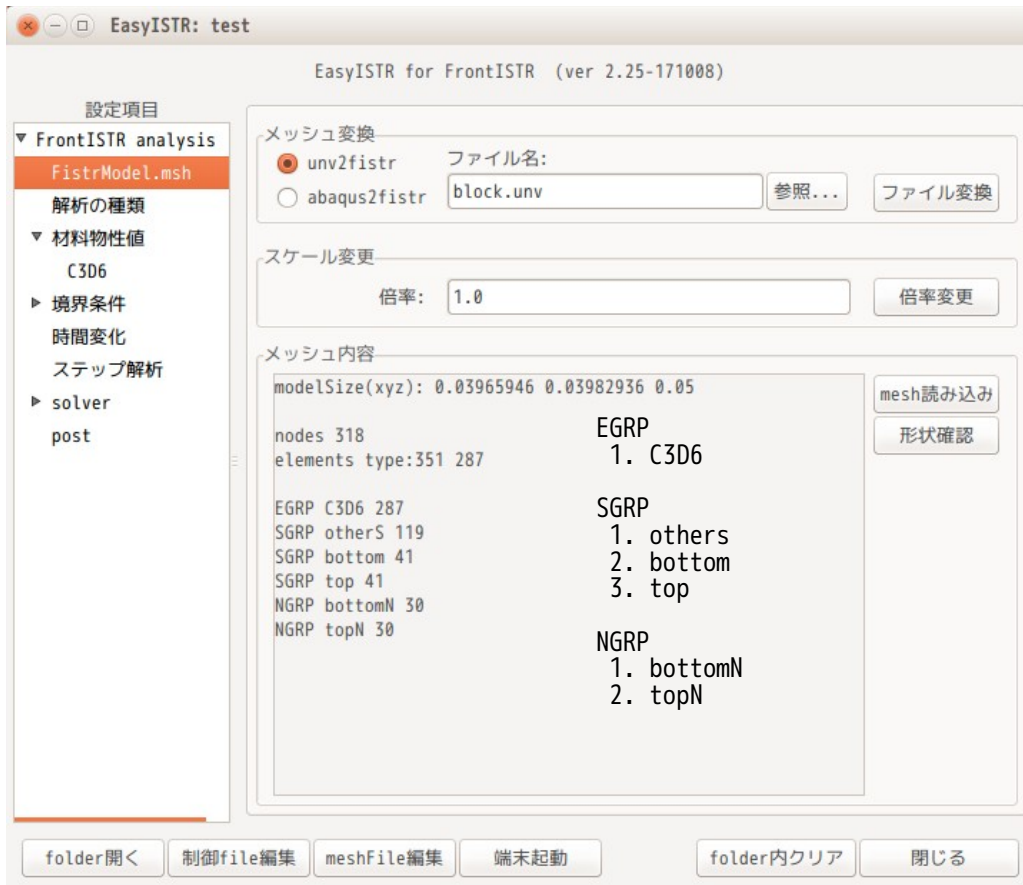 EasyISTR: test
EasyISTR for FrontISTR (ver 2.25-171008)
設定項目
FrontISTR analysis
FistrModel.msh
解析の種類
材料物性値
C3D6
境界条件
時間変化
ステップ解析
solver
post
メッシュ変換
unv2fistr
abaqus2fistr
ファイル名:
block.unv
参照...
ファイル変換
スケール変更
倍率:
1.0
倍率変更
メッシュ内容
modelSize(xyz): 0.03965946 0.03982936 0.05
nodes 318
elements type:351 287
EGRP C3D6 287
SGRP otherS 119
SGRP bottom 41
SGRP top 41
NGRP bottomN 30
NGRP topN 30
EGRP
1. C3D6
SGRP
1. others
2. bottom
3. top
NGRP
1. bottomN
2. topN
mesh読み込み
形状確認
folder開く
制御file編集
meshFile編集
端末起動
folder内クリア
閉じる